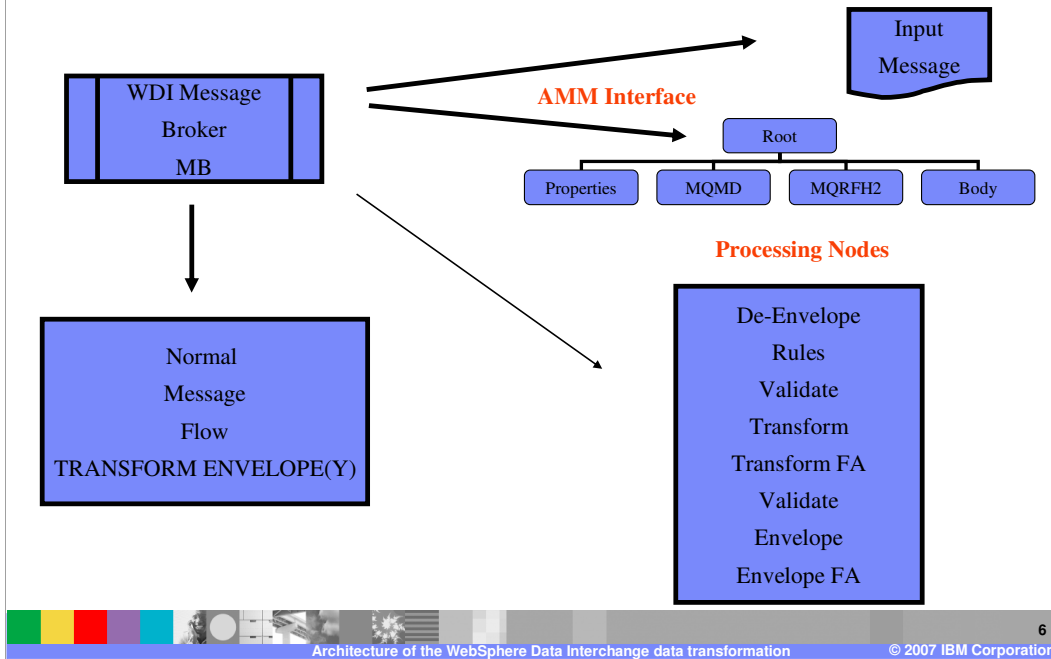 Input
Message
WDI Message
Broker
MB
AMM Interface
Root
Properties
MQMD
MQRFH2
Body
Processing Nodes
Normal
Message
Flow
TRANSFORM ENVELOPE(Y)
De-Envelope
Rules
Validate
Transform
Transform FA
Validate
Envelope
Envelope FA
6
Architecture of the WebSphere Data Interchange data transformation
© 2007 IBM Corporation